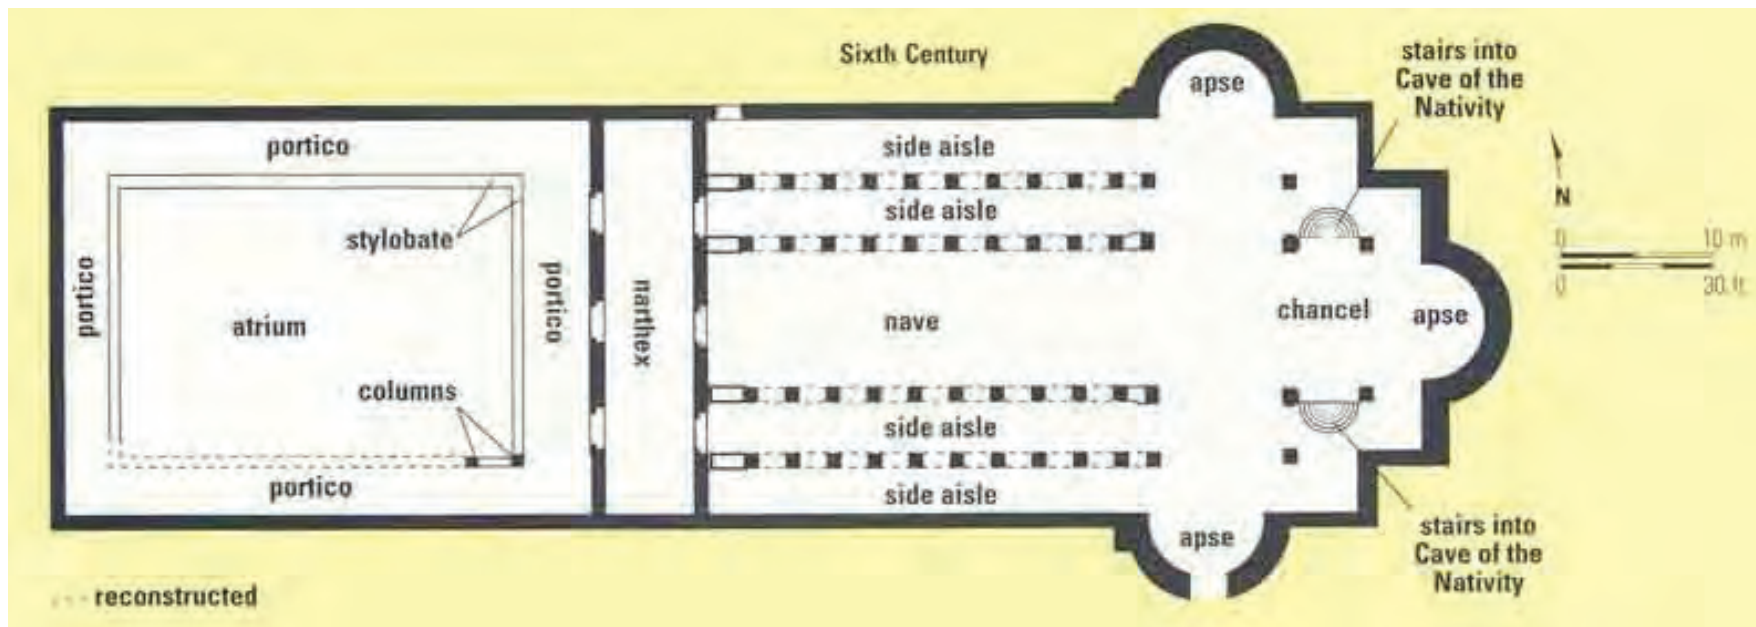 Sixth Century
stairs into
Cave of the
Nativity
apse
portico
side aisle
N
side aisle
stylobate
0 10 m
0 30 ft.
portico
portico
narthex
atrium
nave
chancel
apse
columns
side aisle
portico
side aisle
apse
stairs into
Cave of the
Nativity
reconstructed